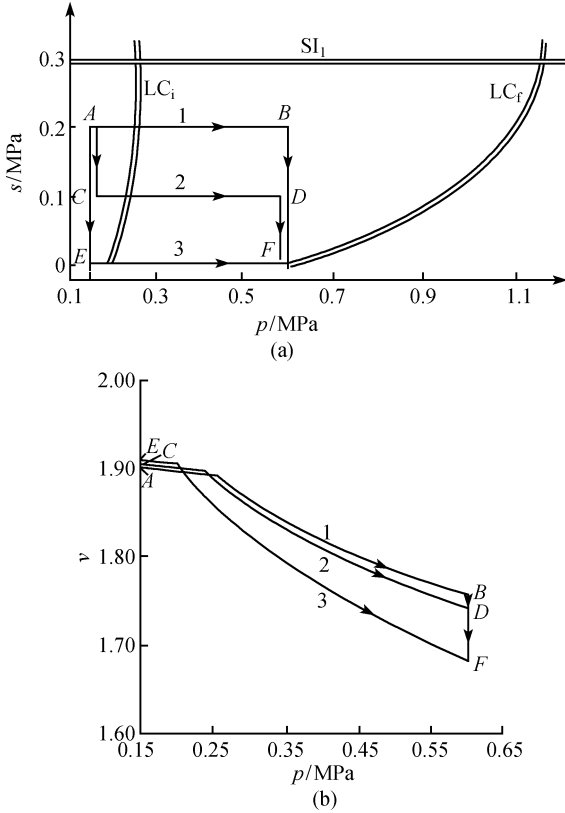 SI₁
0.3
LCᵢ
LC_f
A
1
B
0.2
s/MPa
C
2
D
0.1
E
3
F
0
0.1
0.3
0.5
0.7
0.9
1.1
p/MPa
(a)
2.00
E C
1.90
A
v
1
1.80
2
B
3
D
1.70
F
1.60
0.15
0.25
0.35
0.45
0.55
0.65
p/MPa
(b)